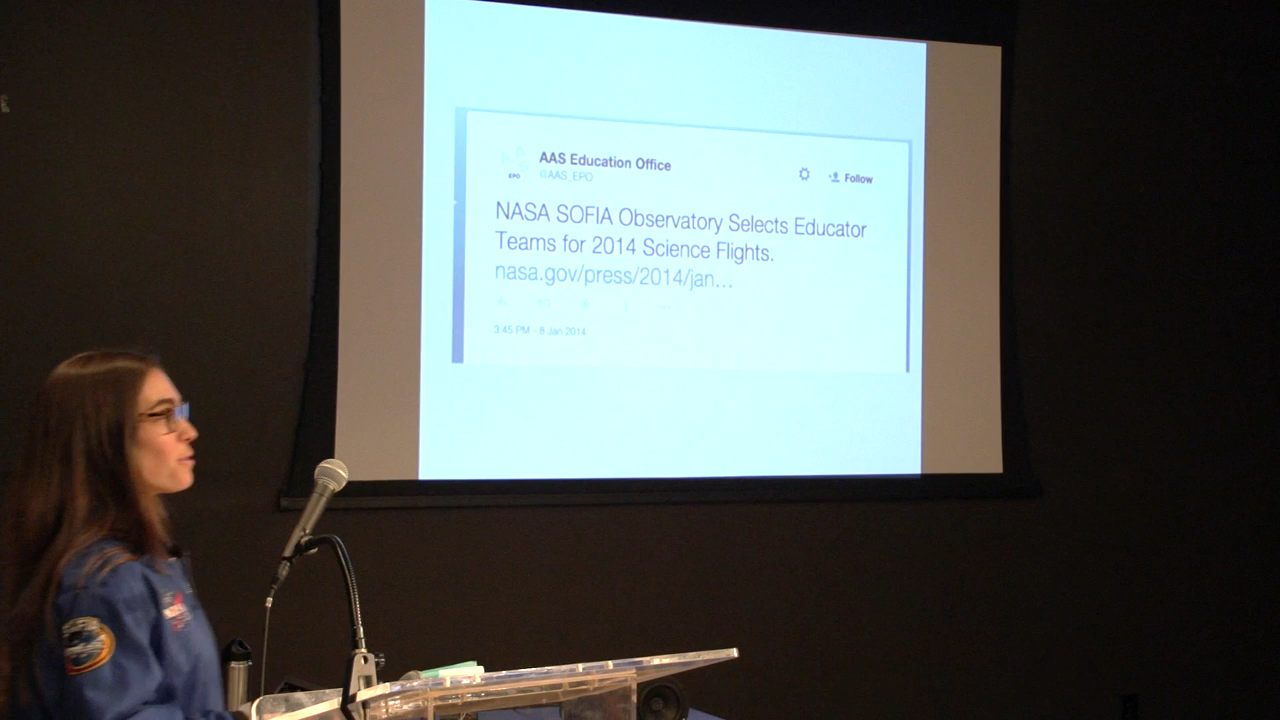 AAS Education Office
@AAS_EPO
EPO
Follow
NASA SOFIA Observatory Selects Educator
Teams for 2014 Science Flights.
nasa.gov/press/2014/jan...
3:45 PM - 8 Jan 2014